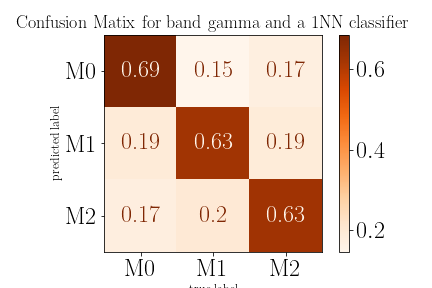 Confusion Matix for band gamma and a 1NN classifier
M0 0.69 0.15 0.17 0.6
predicted label
M1 0.19 0.63 0.19 0.4
M2 0.17 0.2 0.63 0.2
M0 M1 M2
true label